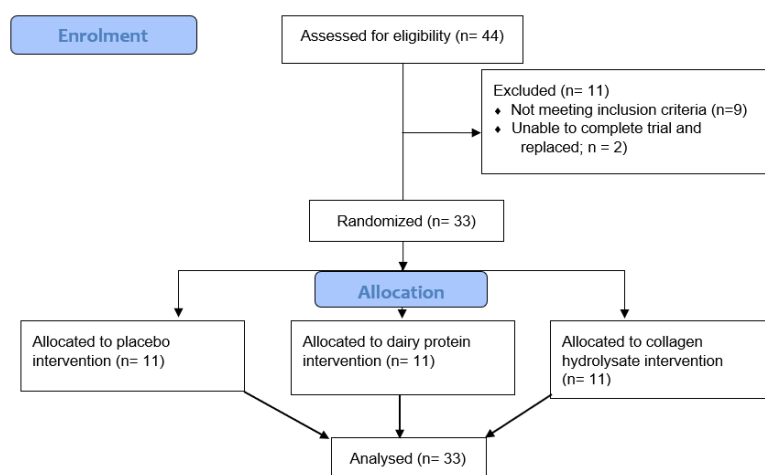 Enrolment
Assessed for eligibility (n= 44)
Excluded (n= 11)
♦ Not meeting inclusion criteria (n=9)
♦ Unable to complete trial and
replaced; n = 2)
Randomized (n= 33)
Allocation
Allocated to placebo
intervention (n= 11)
Allocated to dairy protein
intervention (n= 11)
Allocated to collagen
hydrolysate intervention
(n= 11)
Analysed (n= 33)